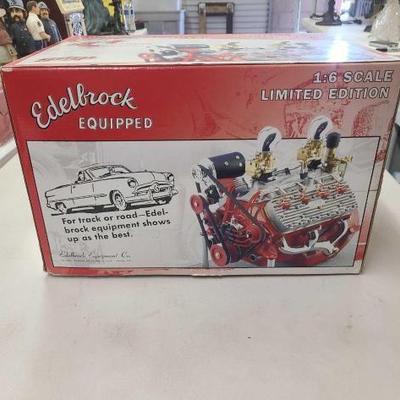 Edelbrock
EQUIPPED
1:6 SCALE
LIMITED EDITION
For track or road—Edel-
brock equipment shows
up as the best.
Edelbrock Equipment Co.